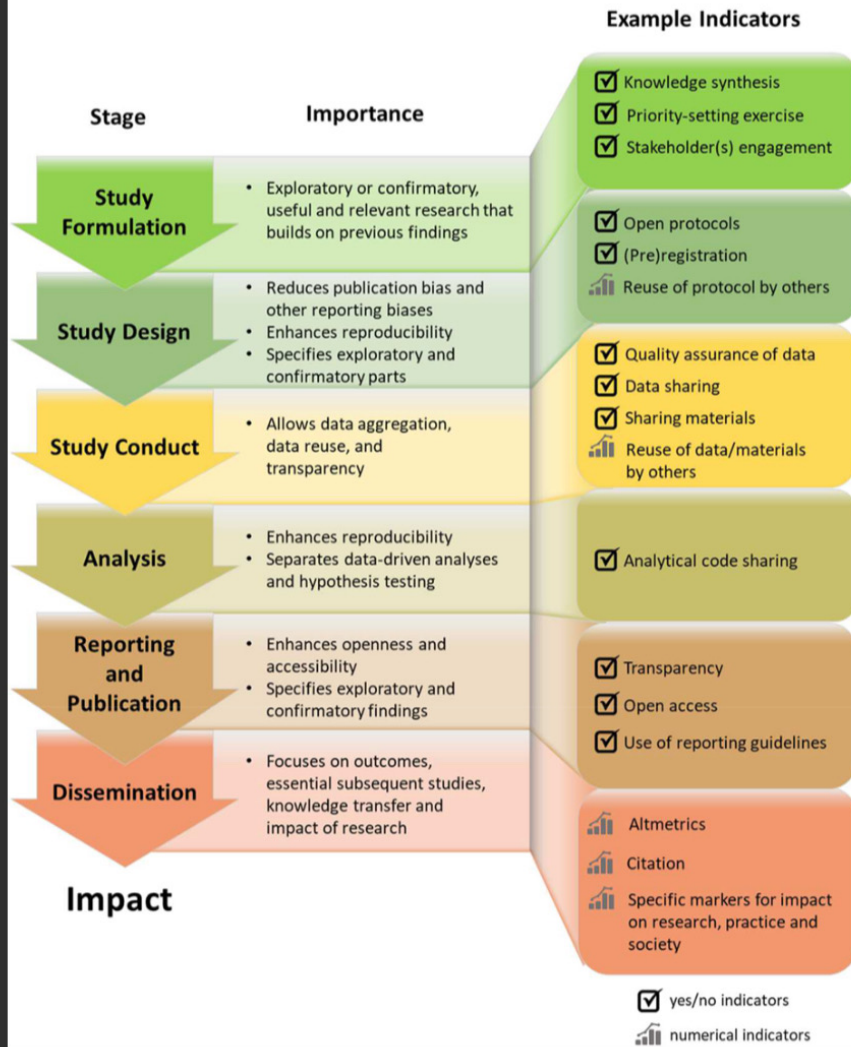 Example Indicators
Stage
Importance
Study
Formulation
• Exploratory or confirmatory,
useful and relevant research that
builds on previous findings
Knowledge synthesis
Priority-setting exercise
Stakeholder(s) engagement
Study Design
• Reduces publication bias and
other reporting biases
• Enhances reproducibility
• Specifies exploratory and
confirmatory parts
Open protocols
(Pre)registration
Reuse of protocol by others
Study Conduct
• Allows data aggregation,
data reuse, and
transparency
Quality assurance of data
Data sharing
Sharing materials
Reuse of data/materials
by others
Analysis
• Enhances reproducibility
• Separates data-driven analyses
and hypothesis testing
Analytical code sharing
Reporting
and
Publication
• Enhances openness and
accessibility
• Specifies exploratory and
confirmatory findings
Transparency
Open access
Use of reporting guidelines
Dissemination
• Focuses on outcomes,
essential subsequent studies,
knowledge transfer and
impact of research
Altmetrics
Citation
Specific markers for impact
on research, practice and
society
Impact
yes/no indicators
numerical indicators